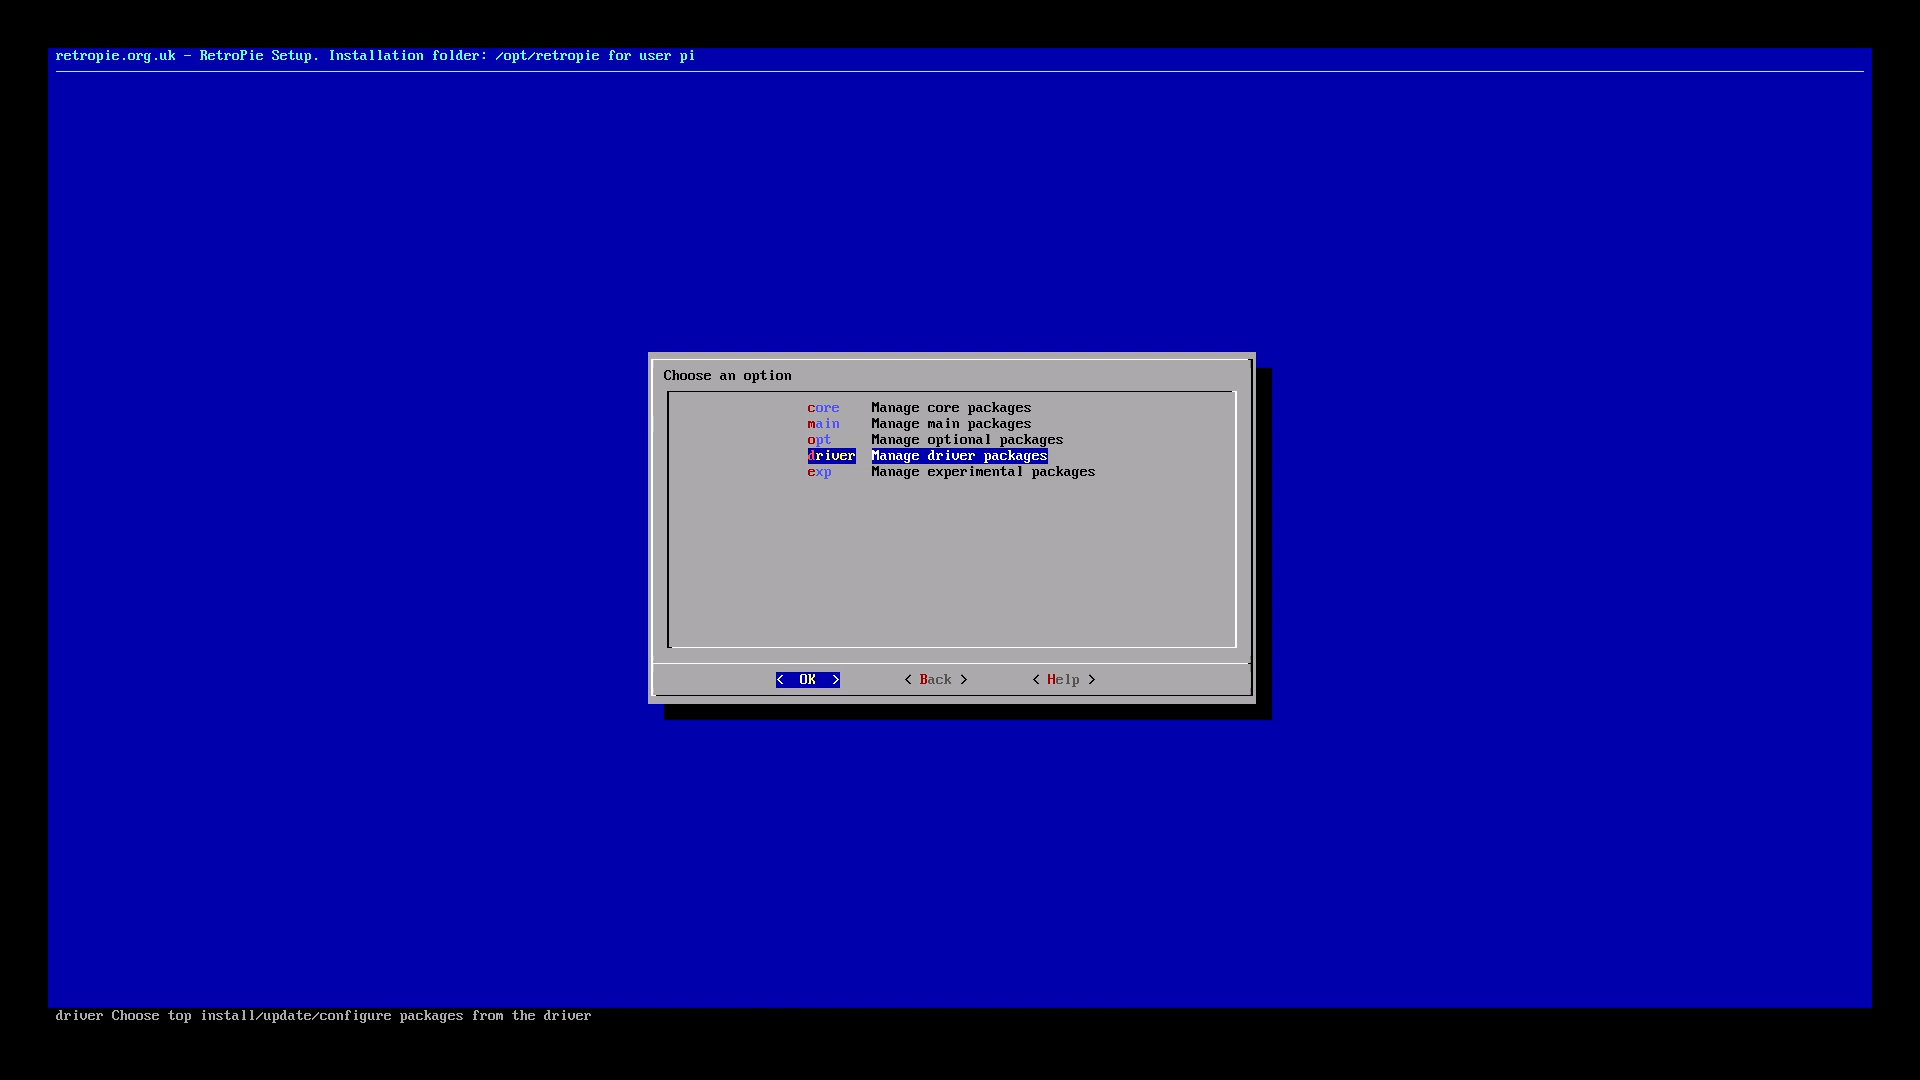 retropie.org.uk - RetroPie Setup. Installation folder: /opt/retropie for user pi
Choose an option
core Manage core packages
main Manage main packages
opt Manage optional packages
driver Manage driver packages
exp Manage experimental packages
< OK > < Back > < Help >
driver Choose top install/update/configure packages from the driver